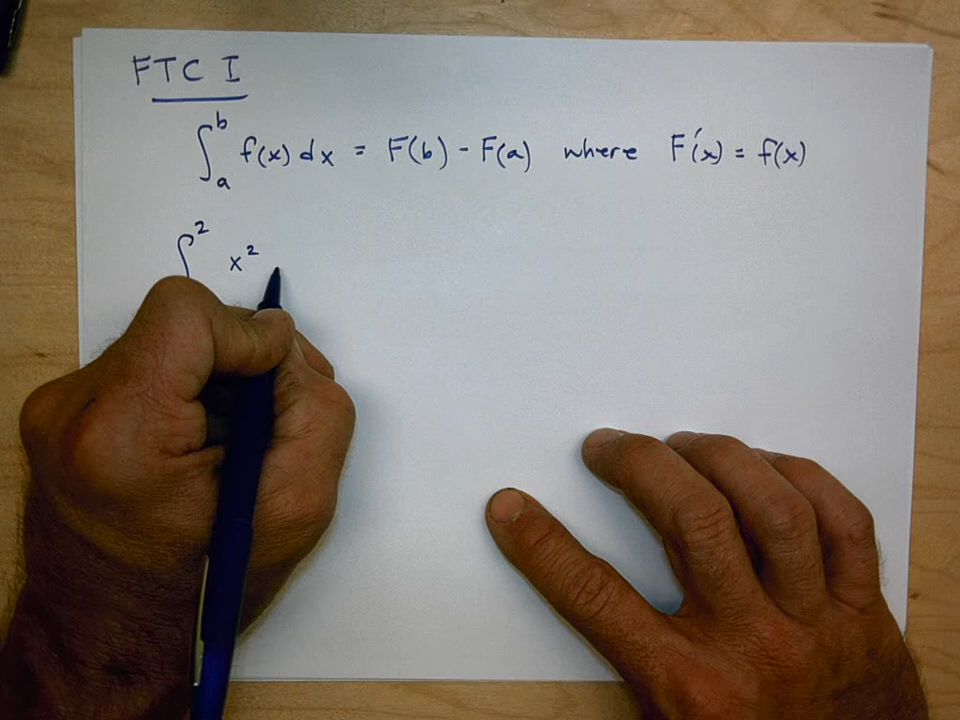 FTC I
∫_a^b f(x) dx = F(b) - F(a) where F'(x) = f(x)
∫^2 x^2